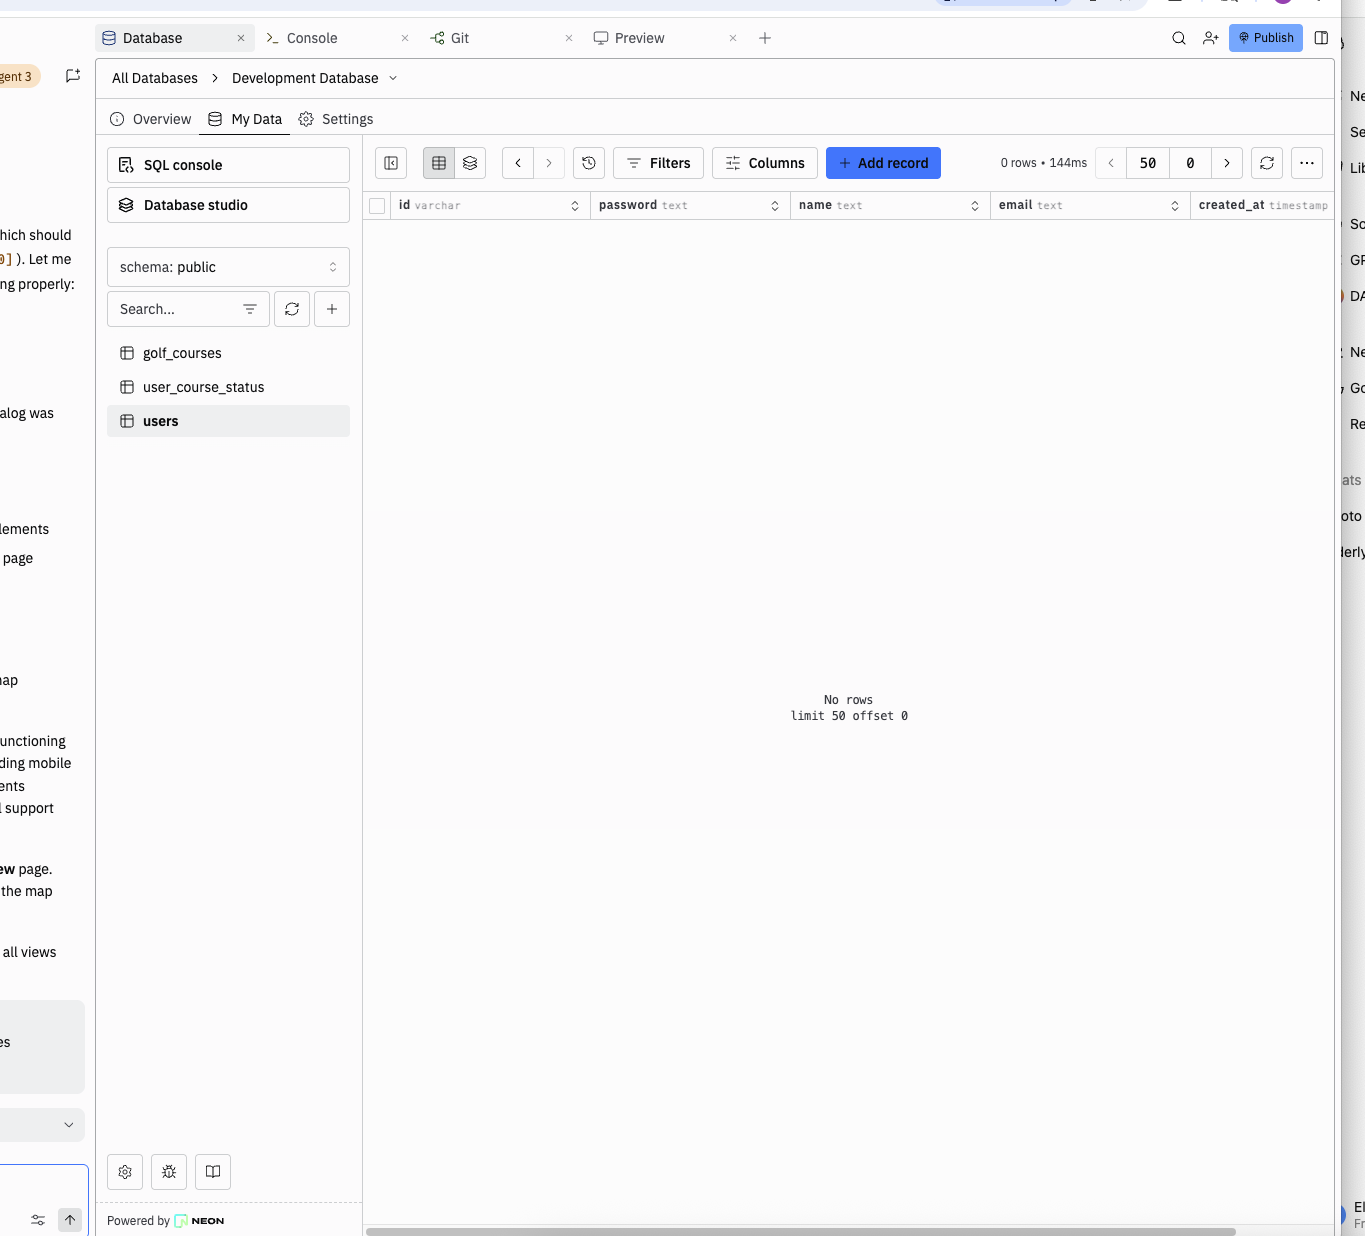 Database
Console
Git
Preview
Publish
gent 3
All Databases > Development Database
Overview
My Data
Settings
SQL console
Database studio
schema: public
Search...
golf_courses
user_course_status
users
Filters
Columns
+ Add record
0 rows • 144ms
50
0
id varchar
password text
name text
email text
created_at timestamp
No rows
limit 50 offset 0
Powered by NEON
hich should
0] ). Let me
ng properly:
alog was
lements
page
nap
unctioning
ding mobile
ents
l support
ew page.
the map
all views
es
Ne
Se
Lib
So
GP
DA
Ne
Go
Re
ats
oto
derly
El
Fr